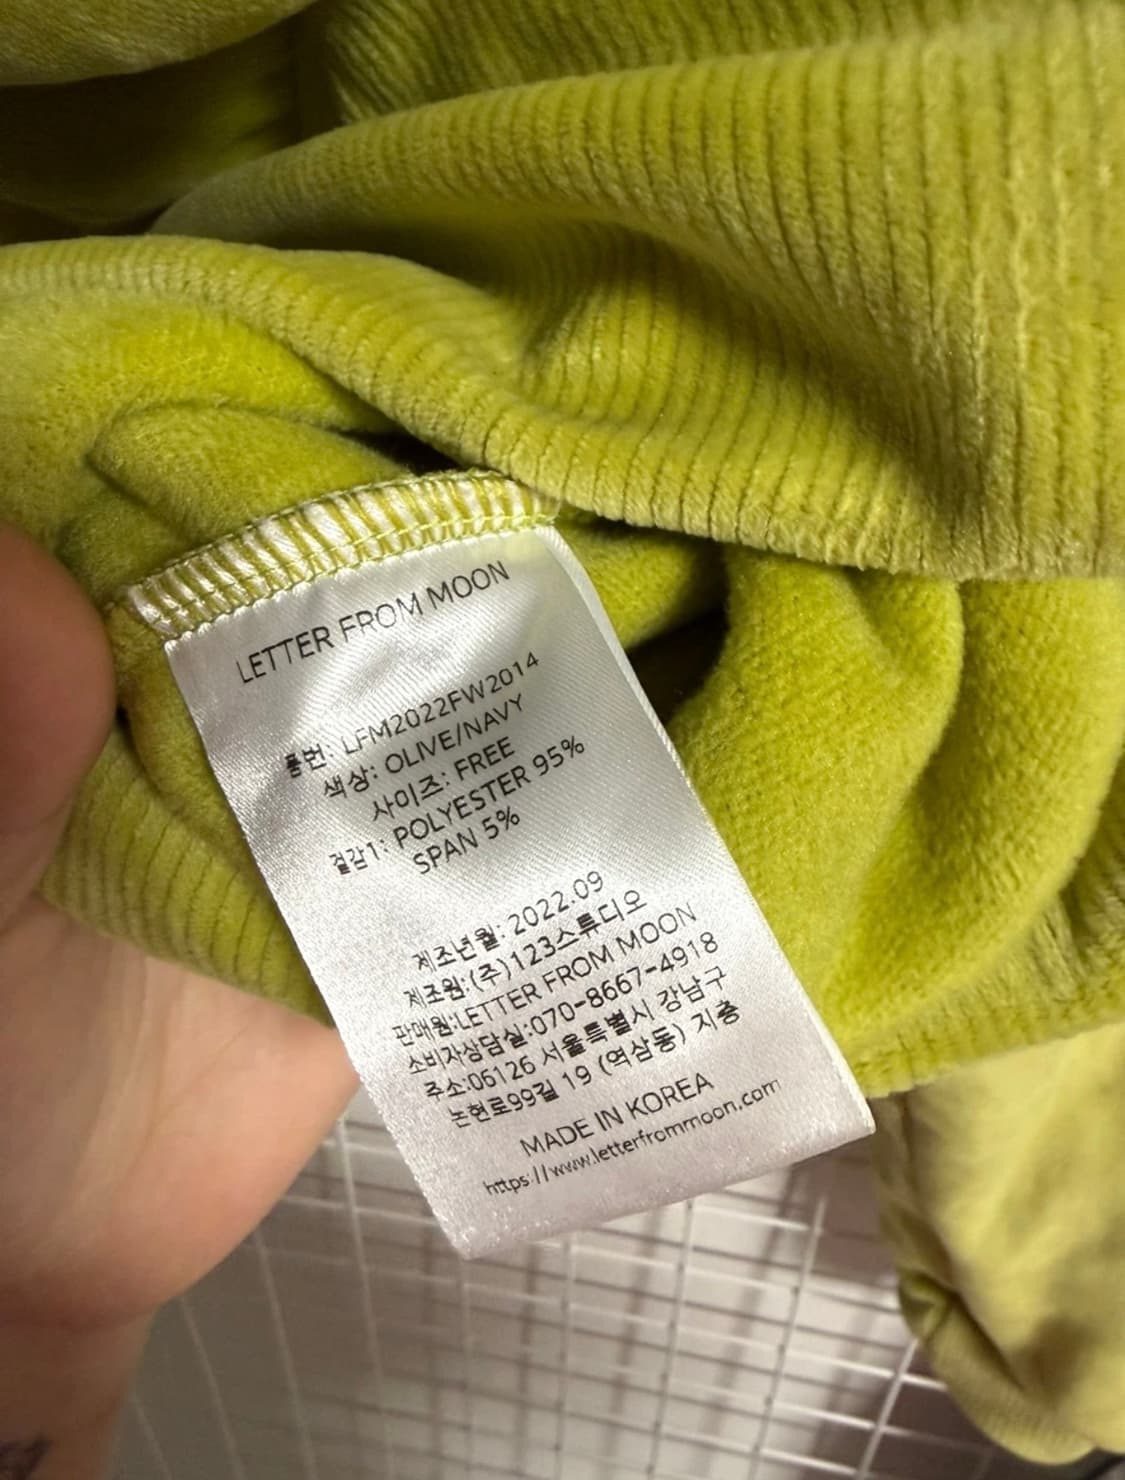 LETTER FROM MOON
품번: LFM2022FW2014
색상: OLIVE/NAVY
사이즈: FREE
겉감1: POLYESTER 95%
SPAN 5%
제조년월: 2022.09
제조원:(주)123스튜디오
판매원:LETTER FROM MOON
소비자상담실:070-8667-4918
주소:06126 서울특별시 강남구
논현로99길 19 (역삼동) 지층
MADE IN KOREA
https://www.letterfrommoon.com